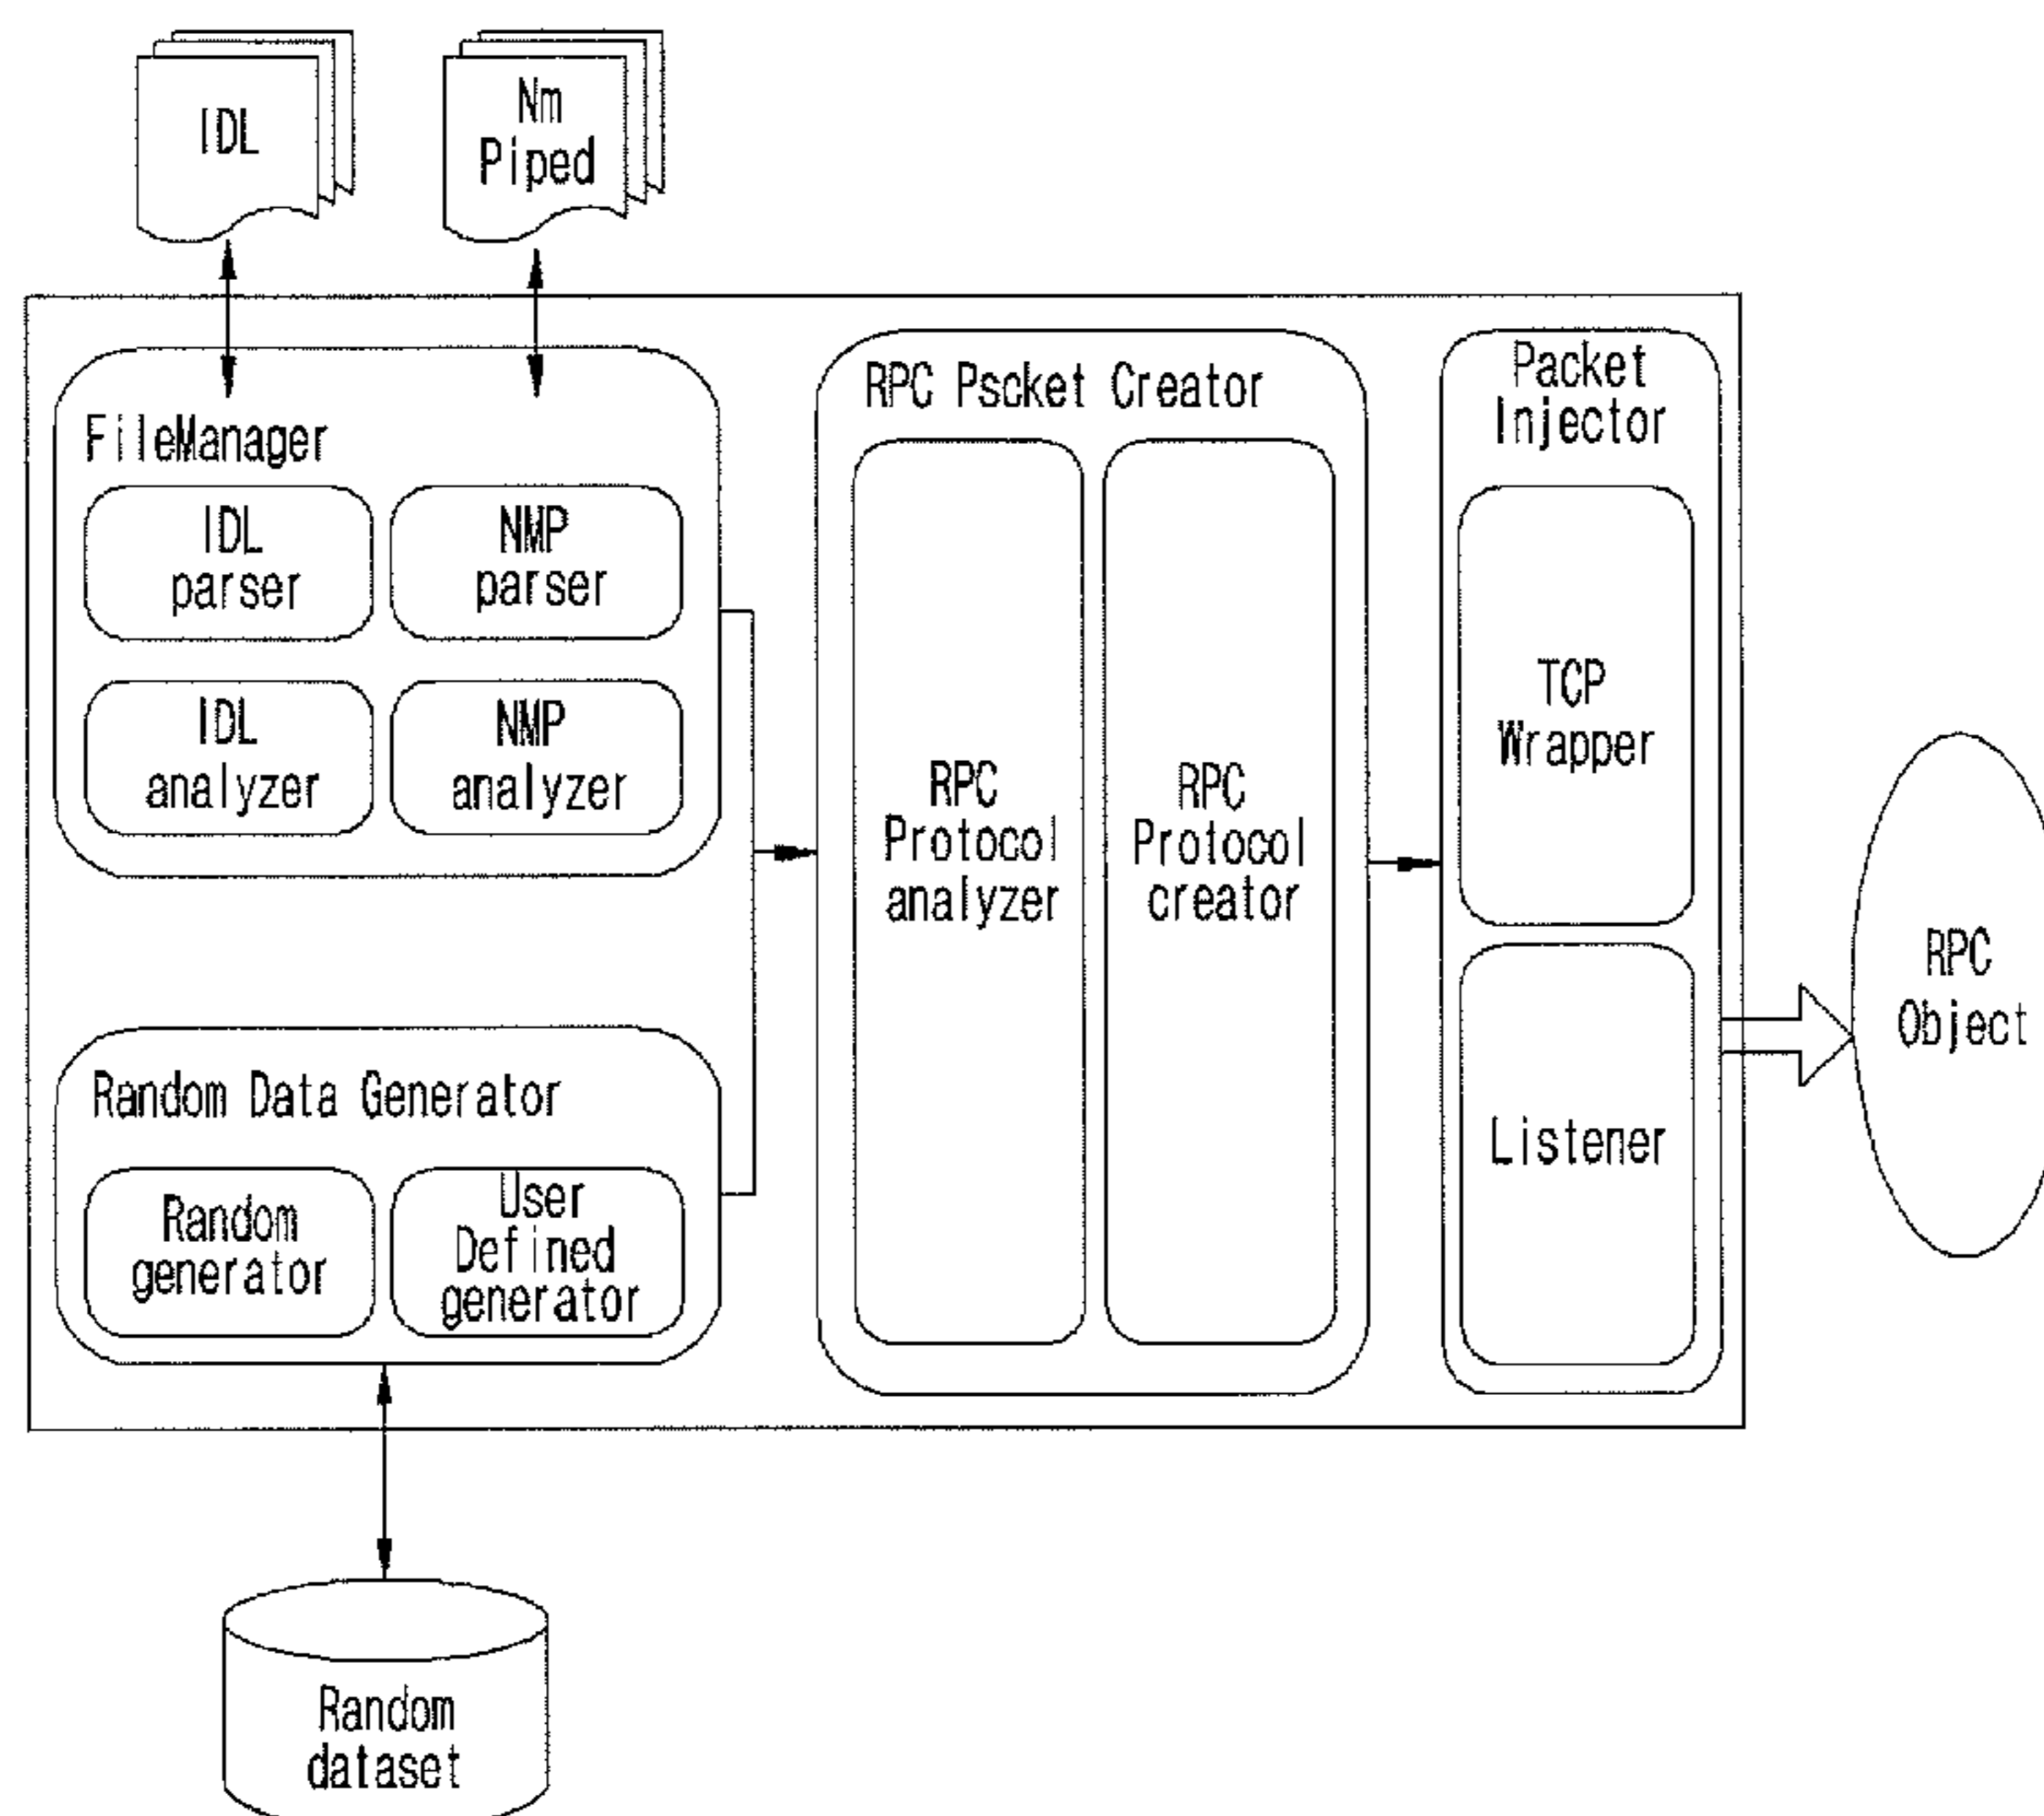 IDL
Nm
Piped
FileManager
IDL
parser
NMP
parser
IDL
analyzer
NMP
analyzer
Random Data Generator
Random
generator
User
Defined
generator
Random
dataset
RPC Pscket Creator
RPC
Protocol
analyzer
RPC
Protocol
creator
Packet
Injector
TCP
Wrapper
Listener
RPC
Object